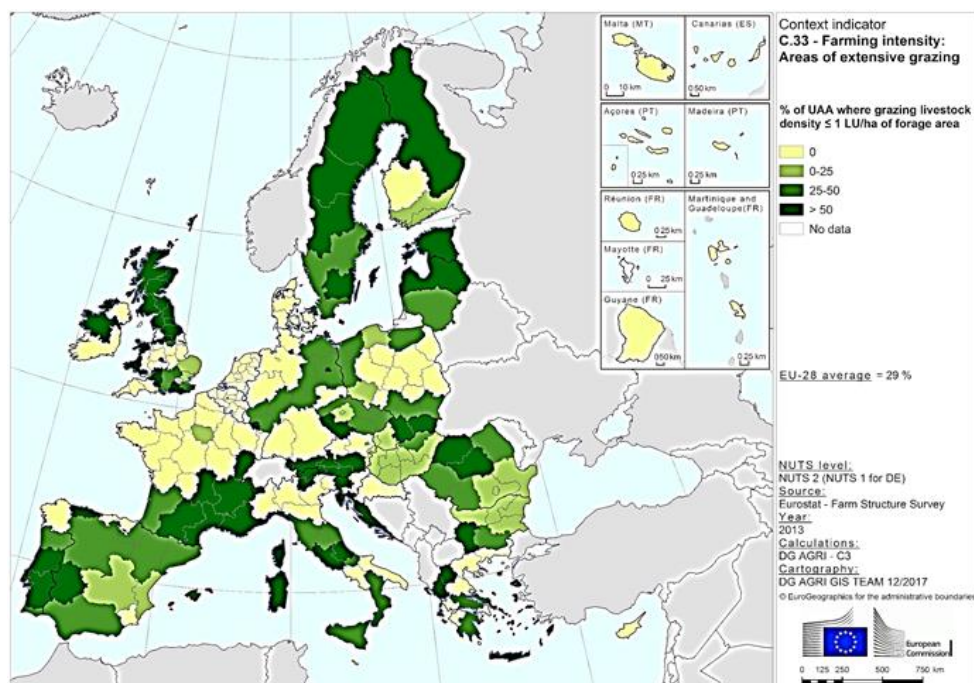 Malta (MT)
0 10 km
Canarias (ES)
0 50 km
Açores (PT)
0 25 km
Madeira (PT)
0 25 km
Réunion (FR)
0 25 km
Martinique and
Guadeloupe(FR)
0 25 km
Mayotte (FR)
0 25 km
Guyane (FR)
0 50 km
Context indicator
C.33 - Farming intensity:
Areas of extensive grazing
% of UAA where grazing livestock
density ≤ 1 LU/ha of forage area
0
0-25
25-50
> 50
No data
EU-28 average = 29 %
NUTS level:
NUTS 2 (NUTS 1 for DE)
Source:
Eurostat - Farm Structure Survey
Year:
2013
Calculations:
DG AGRI - C3
Cartography:
DG AGRI GIS TEAM 12/2017
© EuroGeographics for the administrative boundaries
European
Commission
0 125 250 500 750 km